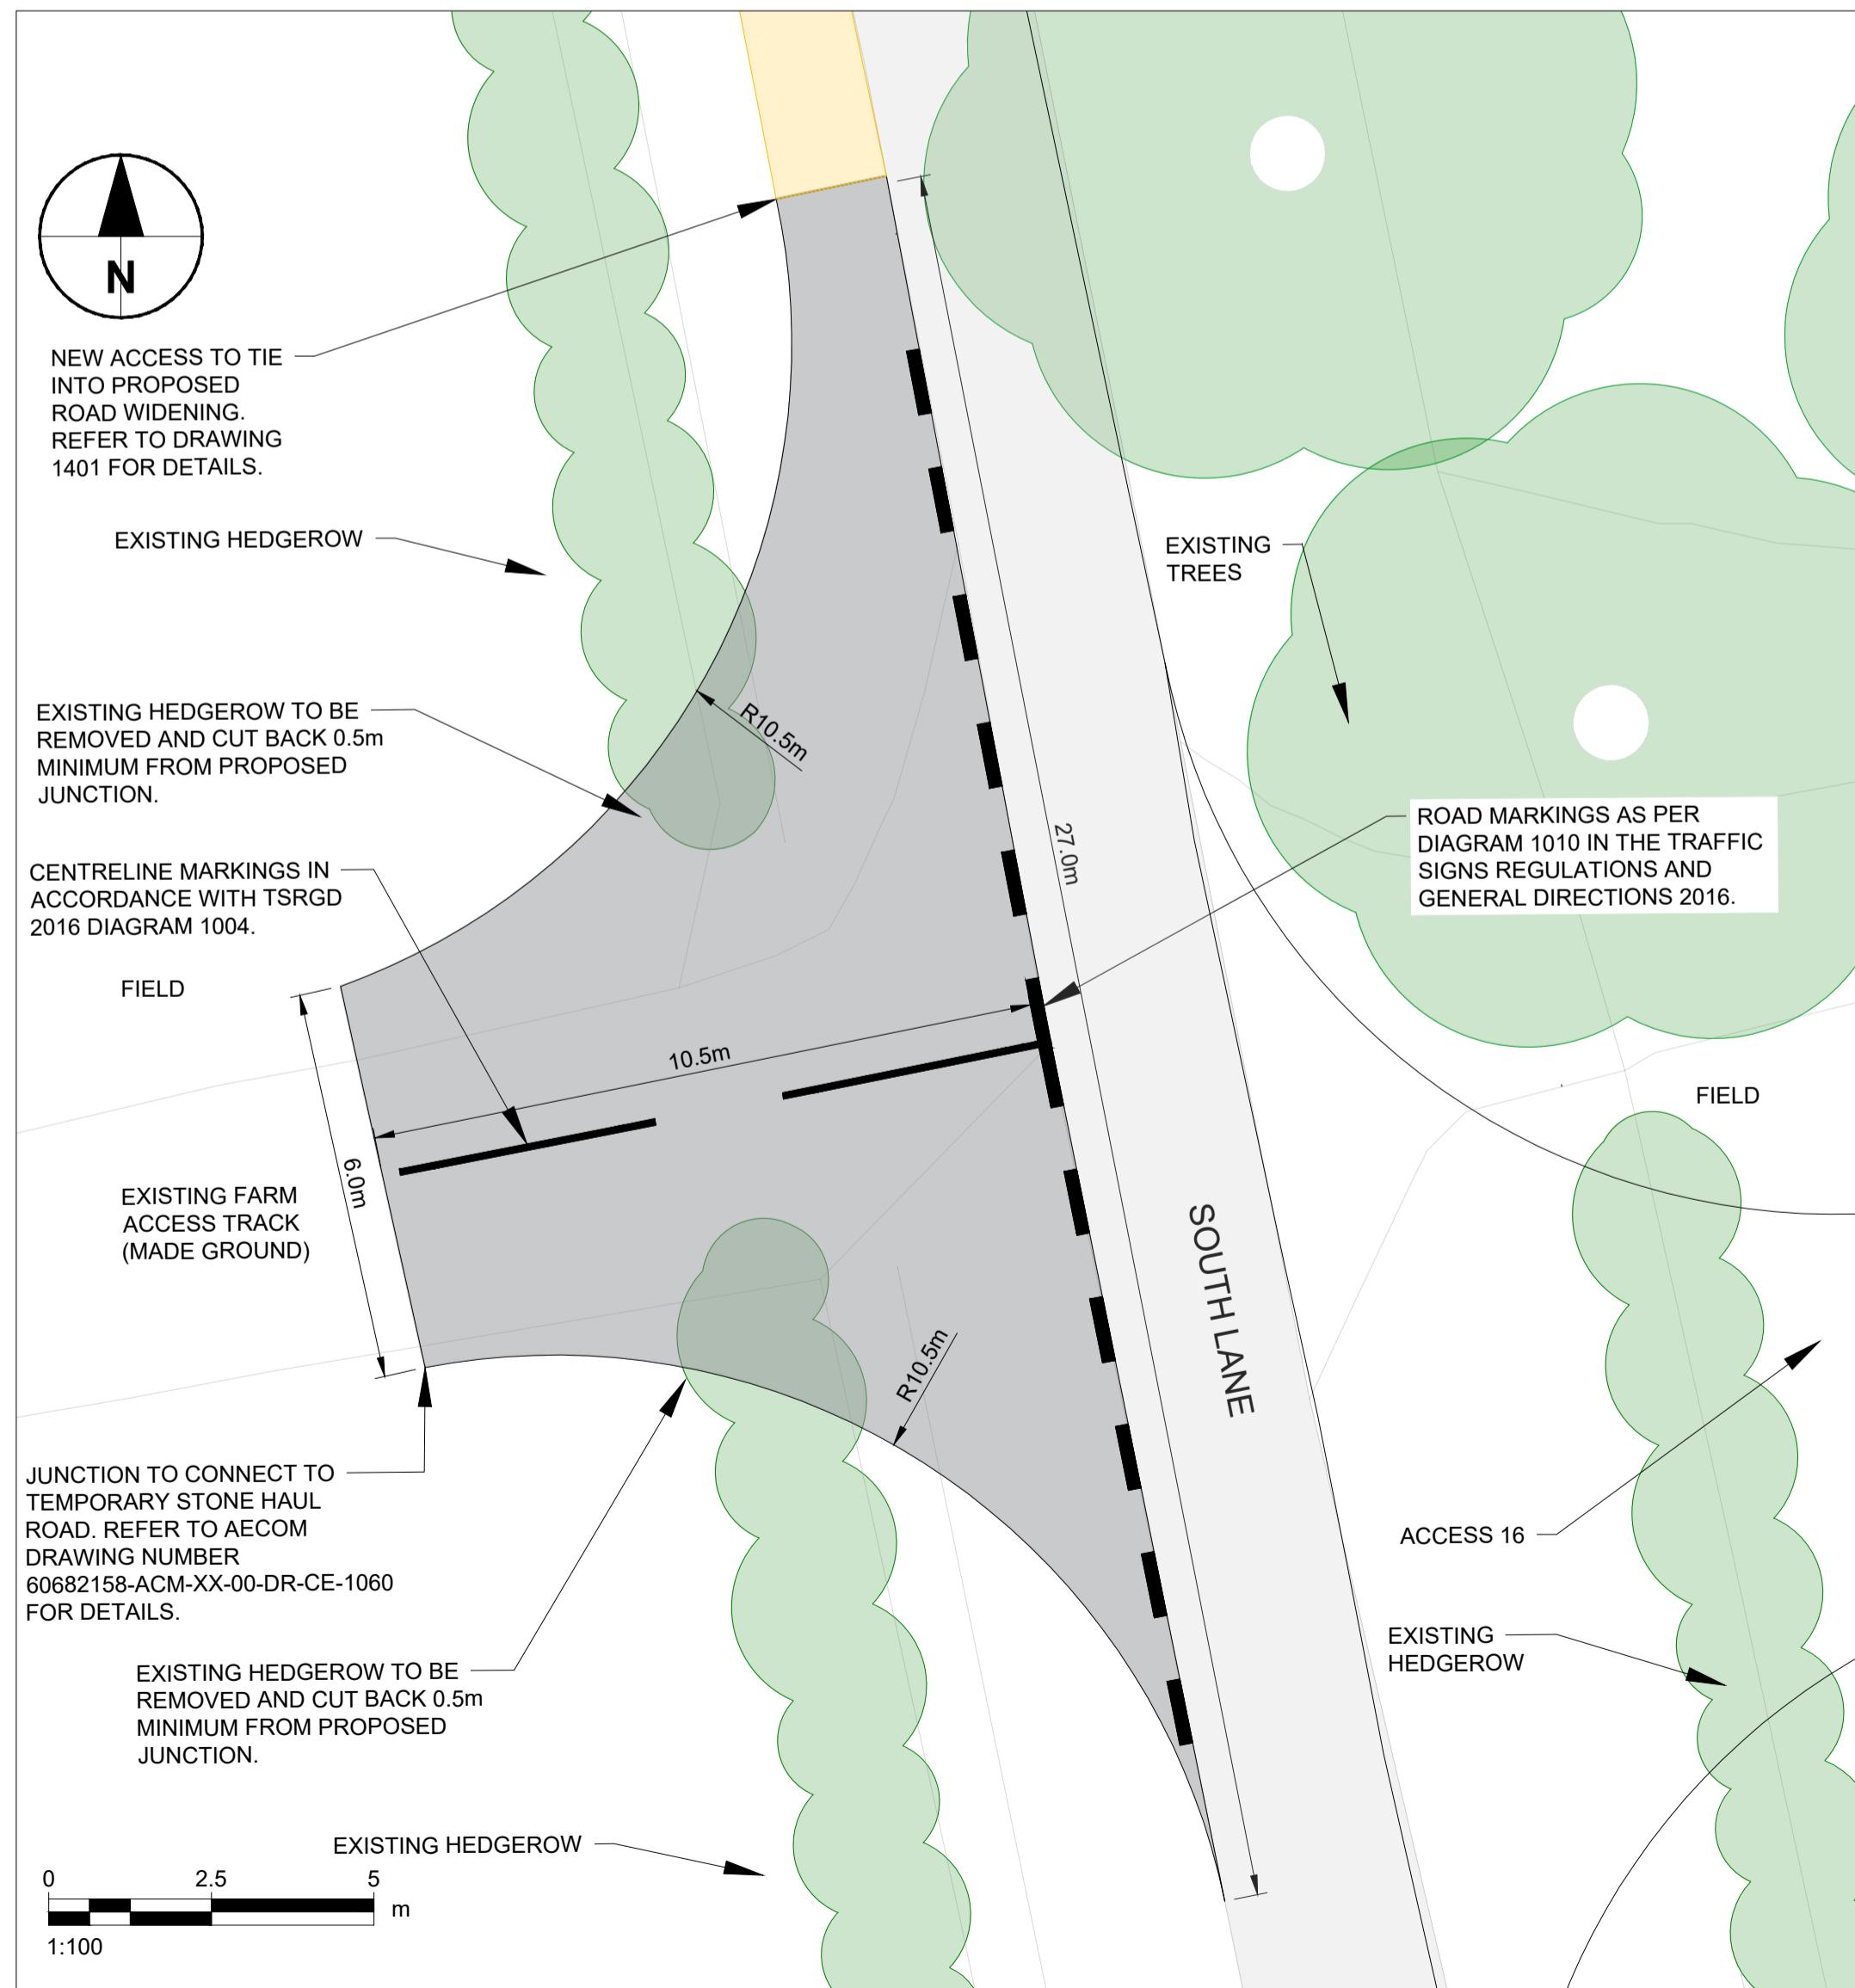 N
NEW ACCESS TO TIE
INTO PROPOSED
ROAD WIDENING.
REFER TO DRAWING
1401 FOR DETAILS.
EXISTING HEDGEROW
EXISTING
TREES
EXISTING HEDGEROW TO BE
REMOVED AND CUT BACK 0.5m
MINIMUM FROM PROPOSED
JUNCTION.
R10.5m
27.0m
ROAD MARKINGS AS PER
DIAGRAM 1010 IN THE TRAFFIC
SIGNS REGULATIONS AND
GENERAL DIRECTIONS 2016.
CENTRELINE MARKINGS IN
ACCORDANCE WITH TSRGD
2016 DIAGRAM 1004.
FIELD
10.5m
FIELD
6.0m
EXISTING FARM
ACCESS TRACK
(MADE GROUND)
SOUTH LANE
R10.5m
JUNCTION TO CONNECT TO
TEMPORARY STONE HAUL
ROAD. REFER TO AECOM
DRAWING NUMBER
60682158-ACM-XX-00-DR-CE-1060
FOR DETAILS.
ACCESS 16
EXISTING
HEDGEROW
EXISTING HEDGEROW TO BE
REMOVED AND CUT BACK 0.5m
MINIMUM FROM PROPOSED
JUNCTION.
EXISTING HEDGEROW
0 2.5 5
m
1:100